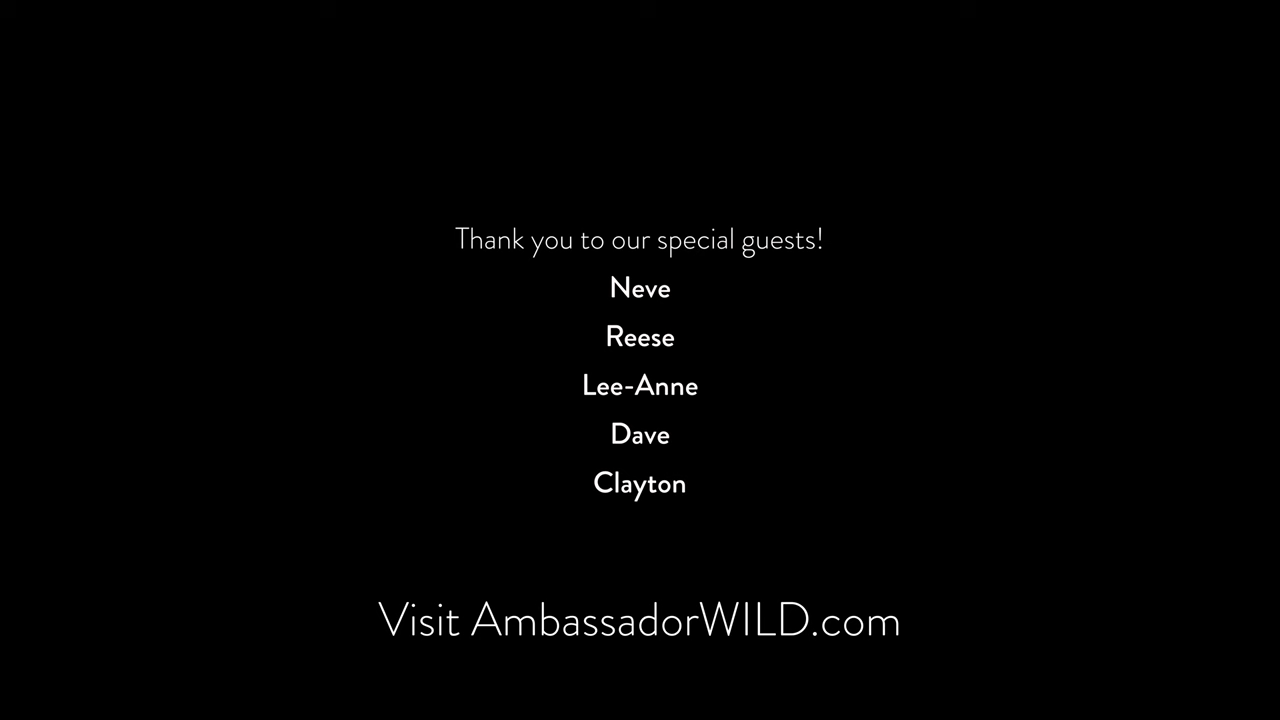 Thank you to our special guests!
Neve
Reese
Lee-Anne
Dave
Clayton
Visit AmbassadorWILD.com